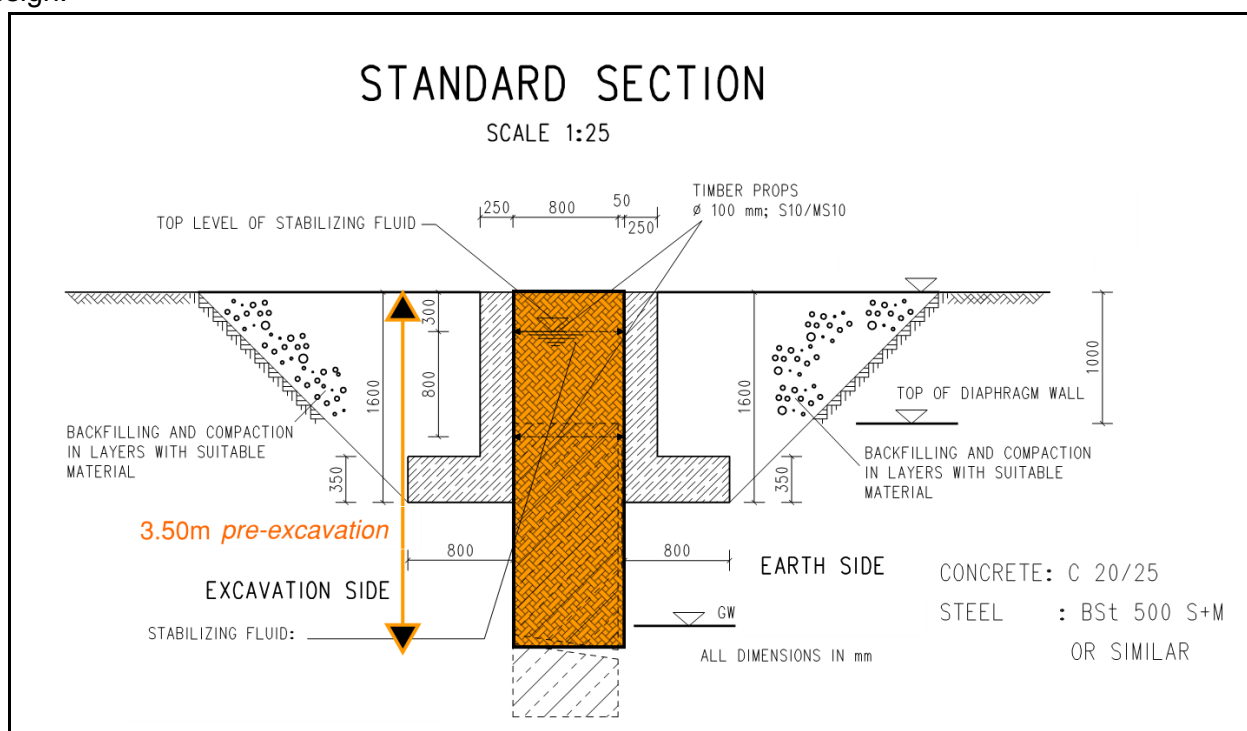 STANDARD SECTION
SCALE 1:25
TIMBER PROPS
Ø 100 mm; S10/MS10
TOP LEVEL OF STABILIZING FLUID
250
800
50
250
300
800
1600
350
1600
350
1000
TOP OF DIAPHRAGM WALL
BACKFILLING AND COMPACTION
IN LAYERS WITH SUITABLE
MATERIAL
BACKFILLING AND COMPACTION
IN LAYERS WITH SUITABLE
MATERIAL
3.50m pre-excavation
800
800
EXCAVATION SIDE
EARTH SIDE
STABILIZING FLUID:
GW
ALL DIMENSIONS IN mm
CONCRETE: C 20/25
STEEL : BSt 500 S+M
OR SIMILAR